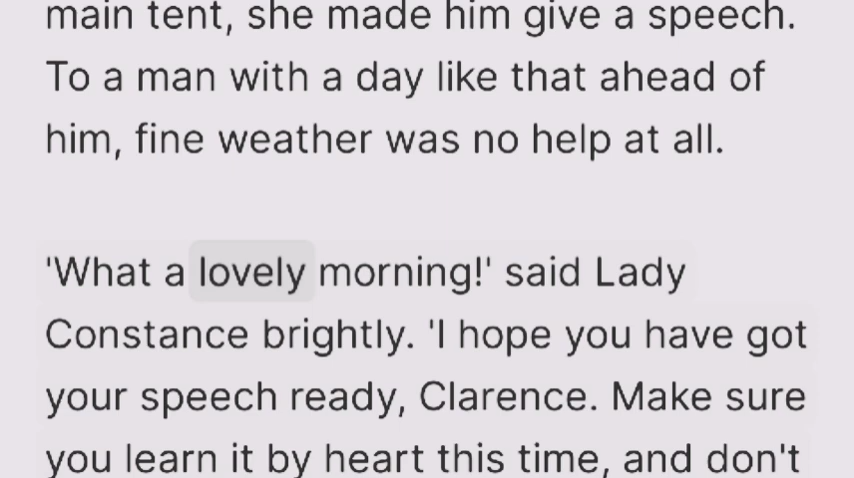 main tent, she made him give a speech.
To a man with a day like that ahead of
him, fine weather was no help at all.
'What a lovely morning!' said Lady
Constance brightly. 'I hope you have got
your speech ready, Clarence. Make sure
you learn it by heart this time, and don't